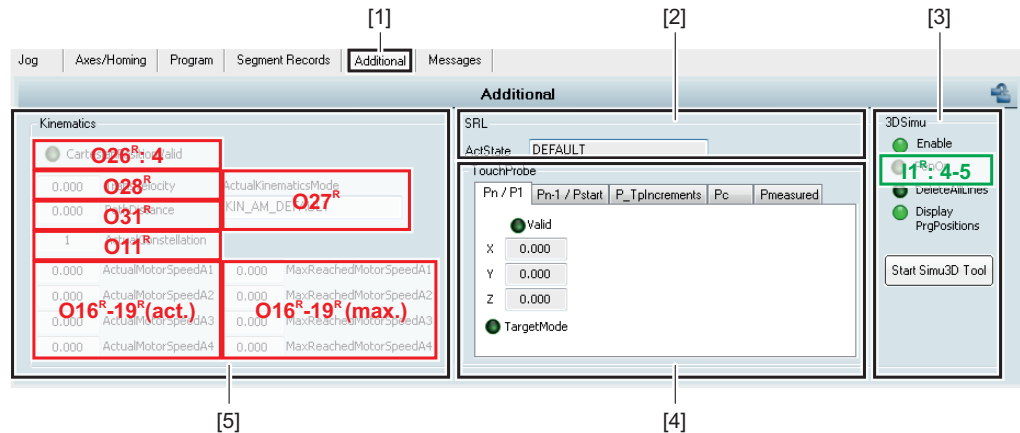 [1] [2] [3]
Jog Axes/Homing Program Segment Records Additional Messages
Additional
Kinematics
O26R: 4
0.000 O28R ActualKinematicsMode
0.000 O31R KIN_AM_DEFAULT O27R
1 O11R
0.000 ActualMotorSpeedA1 0.000 MaxReachedMotorSpeedA1
0.000 ActualMotorSpeedA2 0.000 MaxReachedMotorSpeedA2
O16R-19R(act.) O16R-19R(max.)
0.000 ActualMotorSpeedA3 0.000 MaxReachedMotorSpeedA3
0.000 ActualMotorSpeedA4 0.000 MaxReachedMotorSpeedA4
SRL
ActState DEFAULT
TouchProbe
Pn / P1 Pn-1 / Pstart P_TpIncrements Pc Pmeasured
Valid
X 0.000
Y 0.000
Z 0.000
TargetMode
3DSimu
Enable
I1R: 4-5
DeleteAllLines
Display
PrgPositions
Start Simu3D Tool
[5] [4]